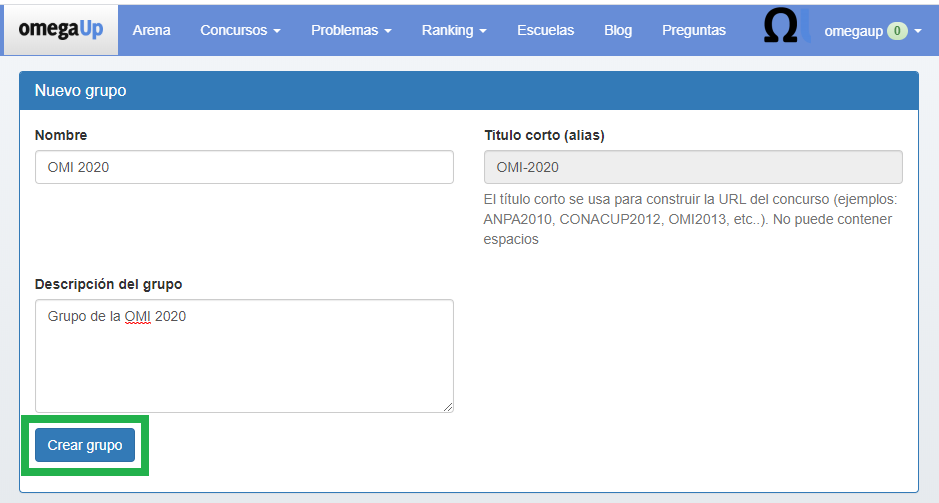 omegaUp Arena Concursos Problemas Ranking Escuelas Blog Preguntas ΩI omegaup 0
Nuevo grupo
Nombre
OMI 2020
Titulo corto (alias)
OMI-2020
El título corto se usa para construir la URL del concurso (ejemplos:
ANPA2010, CONACUP2012, OMI2013, etc..). No puede contener
espacios
Descripción del grupo
Grupo de la OMI 2020
Crear grupo